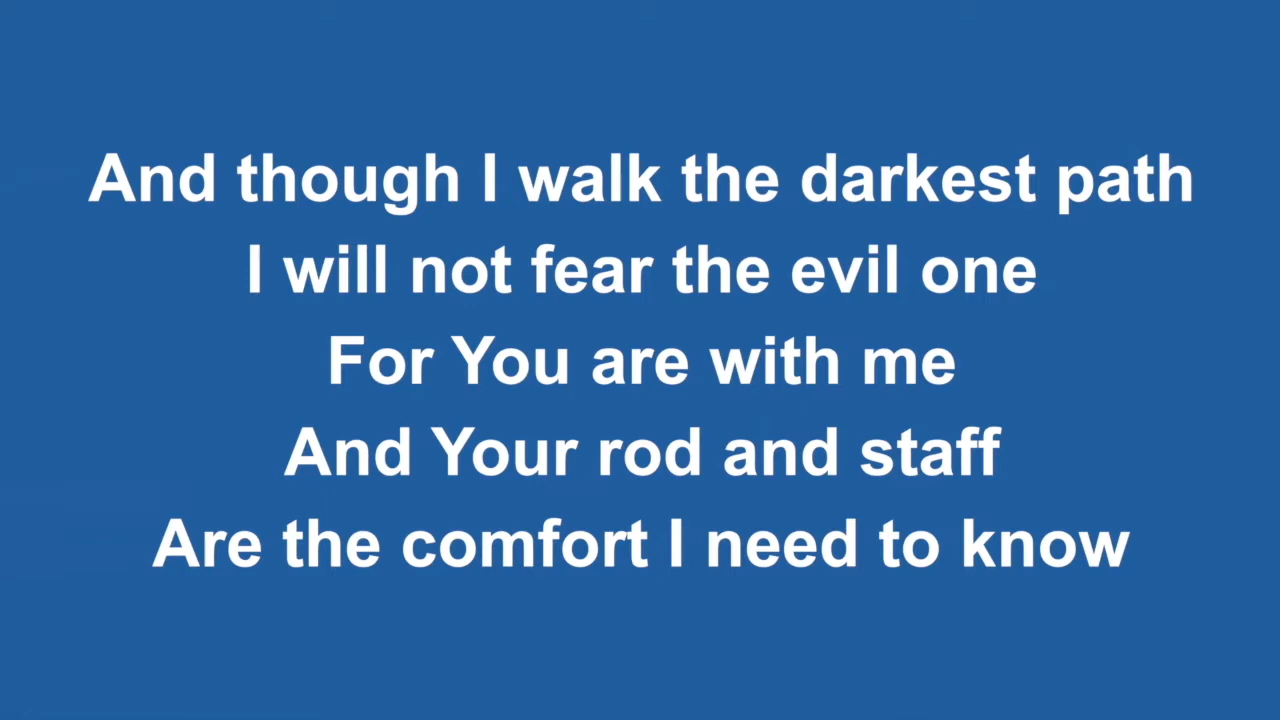 And though I walk the darkest path
I will not fear the evil one
For You are with me
And Your rod and staff
Are the comfort I need to know